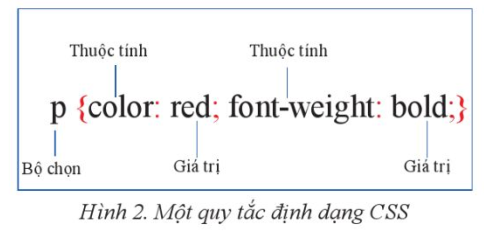 Thuộc tính Thuộc tính
p {color: red; font-weight: bold;}
Bộ chọn Giá trị Giá trị
Hình 2. Một quy tắc định dạng CSS